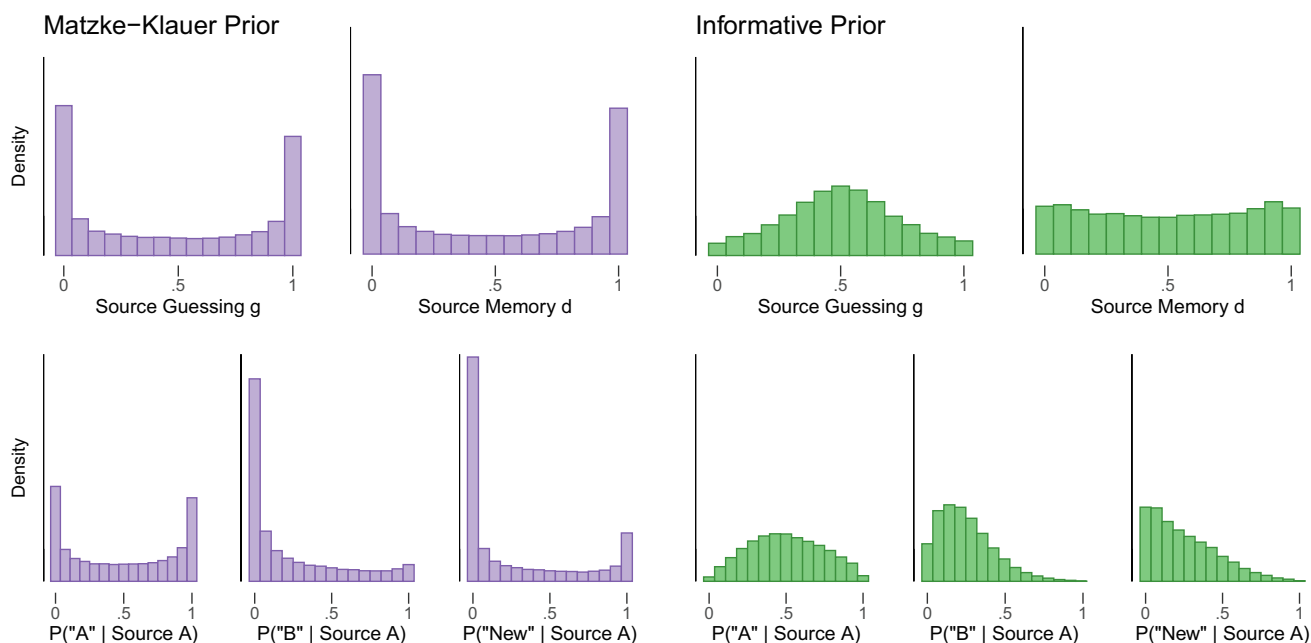 Matzke−Klauer Prior
Informative Prior
Density
0 .5 1
Source Guessing g
0 .5 1
Source Memory d
0 .5 1
Source Guessing g
0 .5 1
Source Memory d
Density
0 .5 1
P("A" | Source A)
0 .5 1
P("B" | Source A)
0 .5 1
P("New" | Source A)
0 .5 1
P("A" | Source A)
0 .5 1
P("B" | Source A)
0 .5 1
P("New" | Source A)